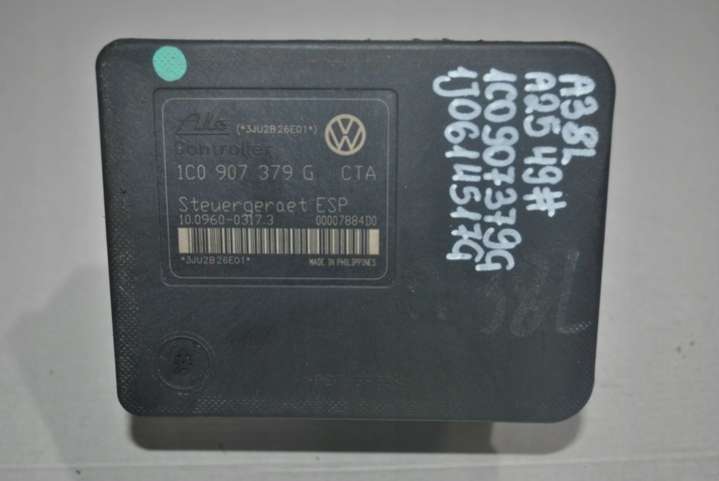 Ate (*3JU2B26E01*)
Controller
1C0 907 379 G CTA
Steuergeraet ESP
10.0960-0317.3 00007884D0
*3JU2B26E01*
MADE IN PHILIPPINES
A38L
A25 49#
1C0907379G
1J0614517G
38L